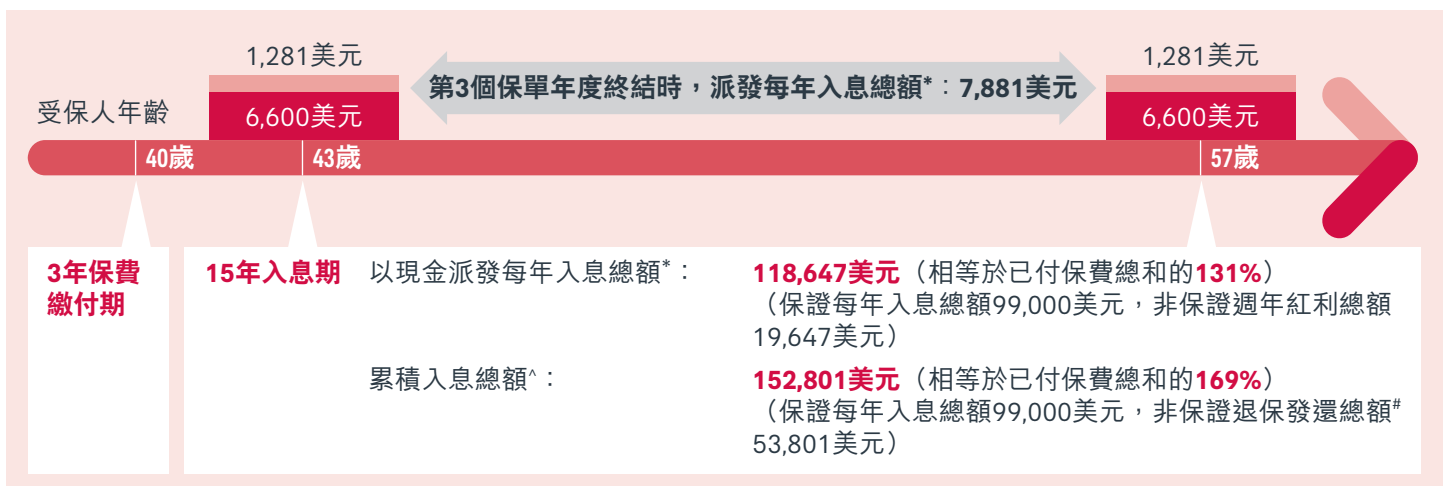 1,281美元
1,281美元
第3個保單年度終結時，派發每年入息總額*：7,881美元
受保人年齡
6,600美元
6,600美元
40歲
43歲
57歲
3年保費
繳付期
15年入息期
以現金派發每年入息總額*：
118,647美元（相等於已付保費總和的131%）
（保證每年入息總額99,000美元，非保證週年紅利總額
19,647美元）
累積入息總額^：
152,801美元（相等於已付保費總和的169%）
（保證每年入息總額99,000美元，非保證退保發還總額#
53,801美元）